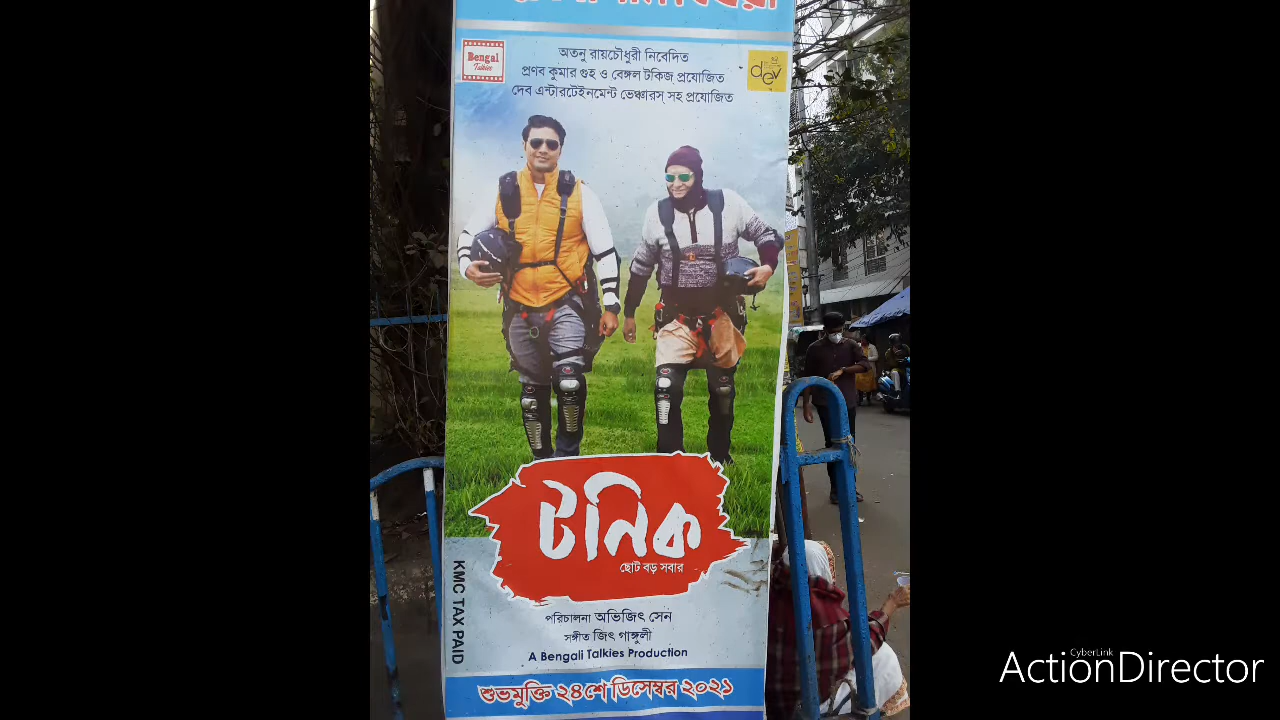 Bengal
Talkies
dev
অতনু রায়চৌধুরী নিবেদিত
প্রণব কুমার গুহ ও বেঙ্গল টকিজ প্রযোজিত
দেব এন্টারটেইনমেন্ট ভেঞ্চারস্ সহ প্রযোজিত
টনিক
ছোট বড় সবার
KMC TAX PAID
পরিচালনা অভিজিৎ সেন
সঙ্গীত জিৎ গাঙ্গুলী
A Bengali Talkies Production
শুভমুক্তি ২৪শে ডিসেম্বর ২০২১
CyberLink
ActionDirector